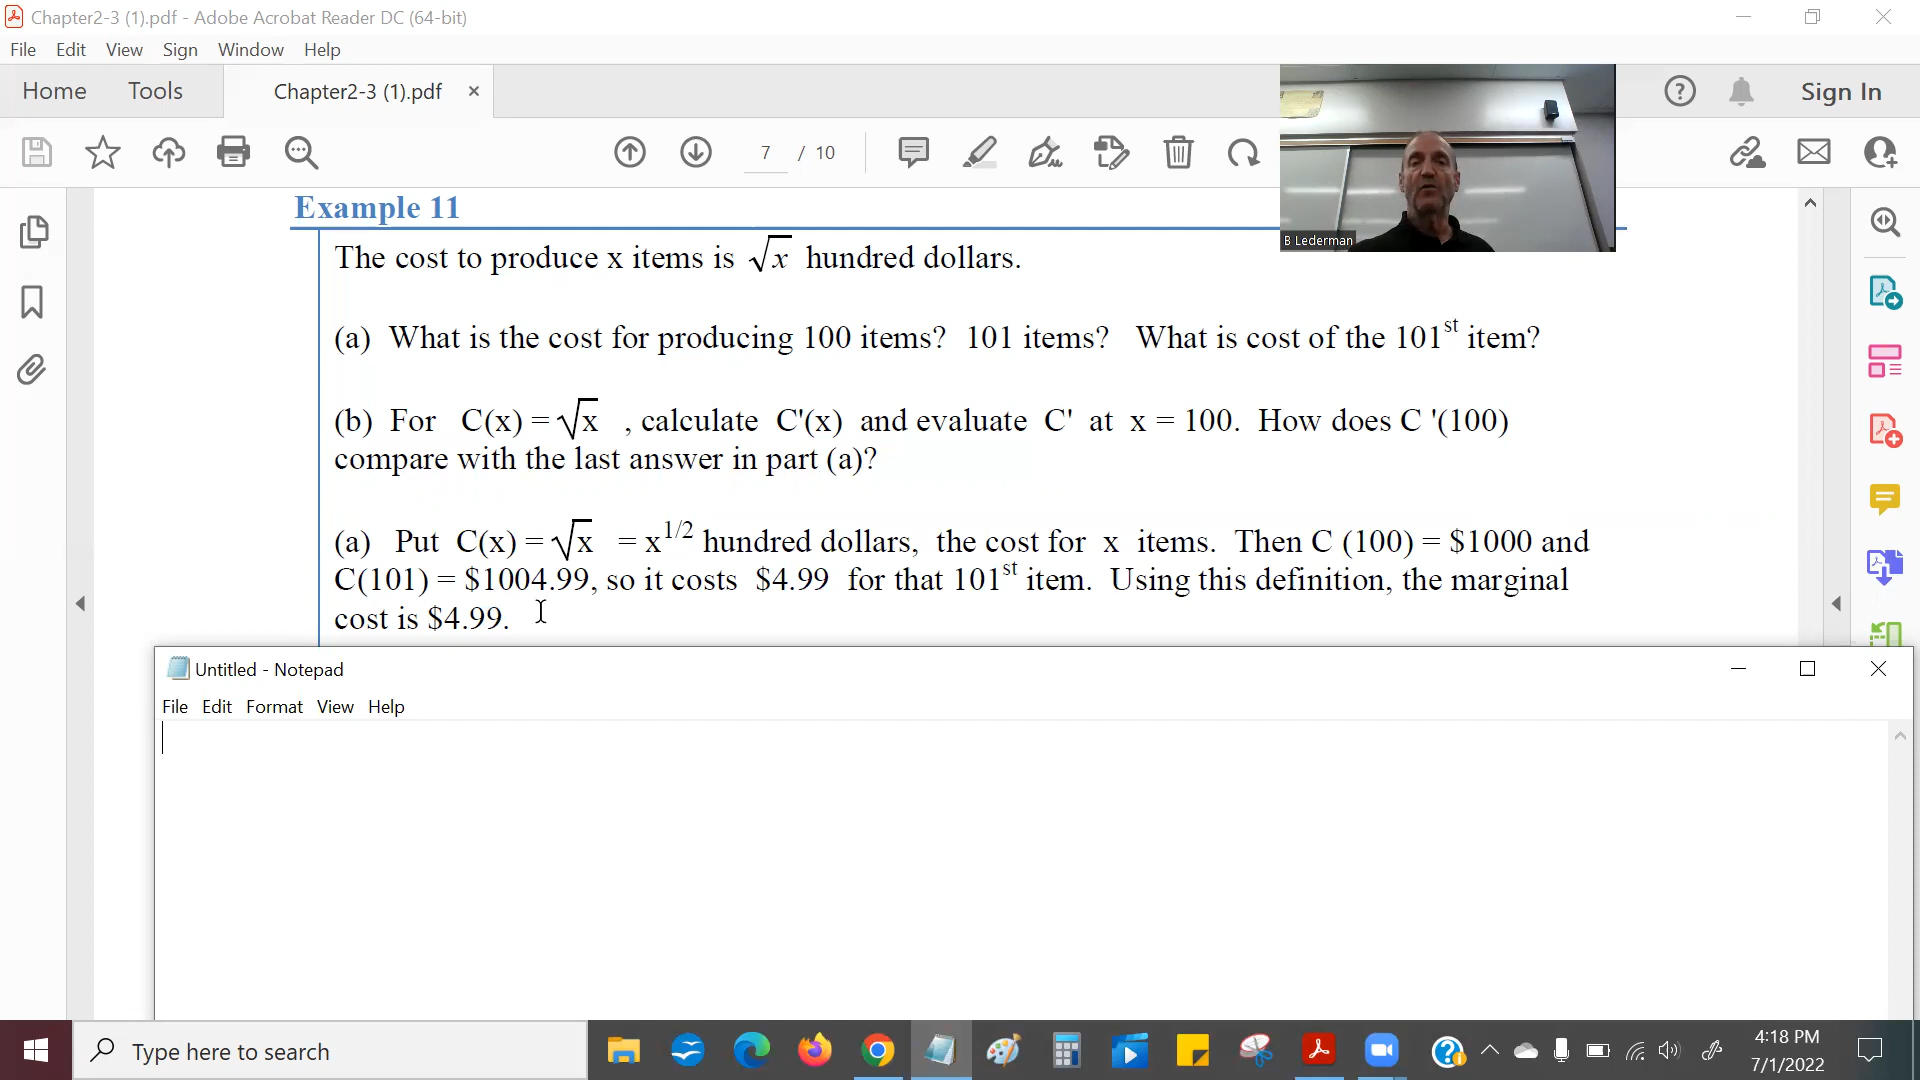 Chapter2-3 (1).pdf - Adobe Acrobat Reader DC (64-bit)
File Edit View Sign Window Help
Home Tools Chapter2-3 (1).pdf × Sign In
7 / 10
B Lederman
Example 11
The cost to produce x items is √x hundred dollars.
(a) What is the cost for producing 100 items? 101 items? What is cost of the 101st item?
(b) For C(x) = √x , calculate C'(x) and evaluate C' at x = 100. How does C '(100)
compare with the last answer in part (a)?
(a) Put C(x) = √x = x^1/2 hundred dollars, the cost for x items. Then C (100) = $1000 and
C(101) = $1004.99, so it costs $4.99 for that 101st item. Using this definition, the marginal
cost is $4.99.
Untitled - Notepad
File Edit Format View Help
Type here to search
4:18 PM
7/1/2022